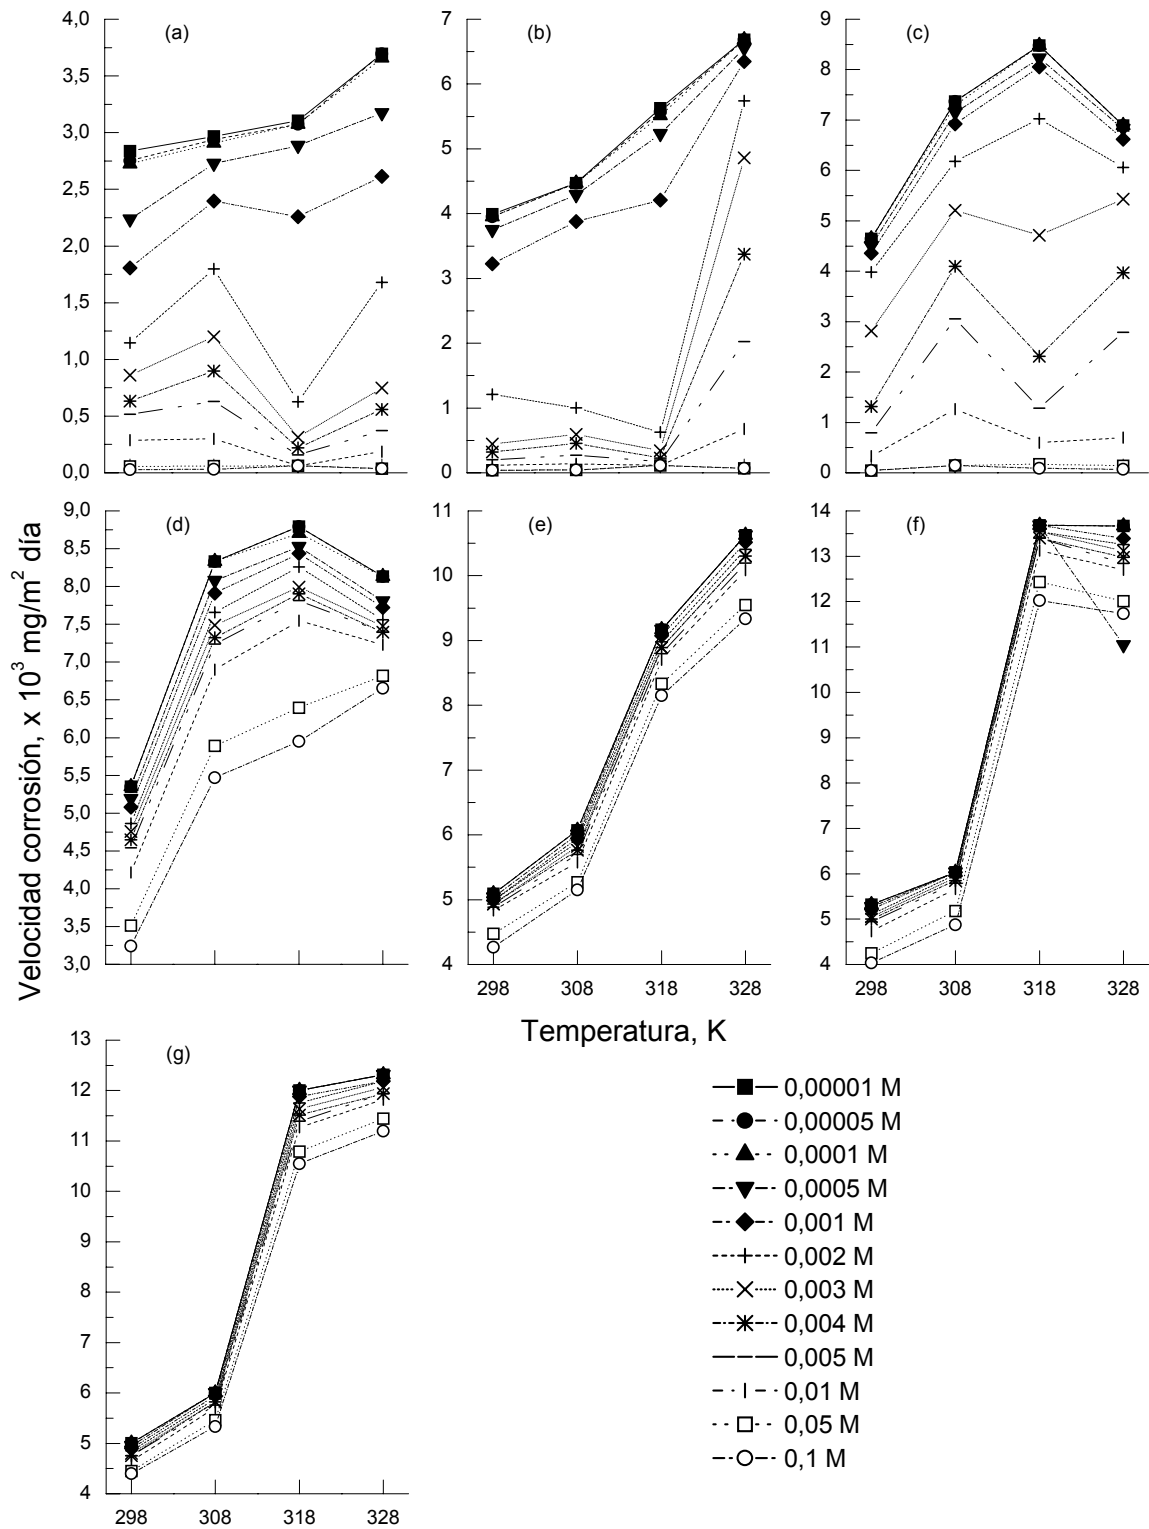 (a)
4,0
3,5
3,0
2,5
2,0
1,5
1,0
0,5
0,0
(b)
7
6
5
4
3
2
1
0
(c)
9
8
7
6
5
4
3
2
1
0
Velocidad corrosión, x 10³ mg/m² día
(d)
9,0
8,5
8,0
7,5
7,0
6,5
6,0
5,5
5,0
4,5
4,0
3,5
3,0
(e)
11
10
9
8
7
6
5
4
298 308 318 328
(f)
14
13
12
11
10
9
8
7
6
5
4
298 308 318 328
Temperatura, K
(g)
13
12
11
10
9
8
7
6
5
4
298 308 318 328
0,00001 M
0,00005 M
0,0001 M
0,0005 M
0,001 M
0,002 M
0,003 M
0,004 M
0,005 M
0,01 M
0,05 M
0,1 M